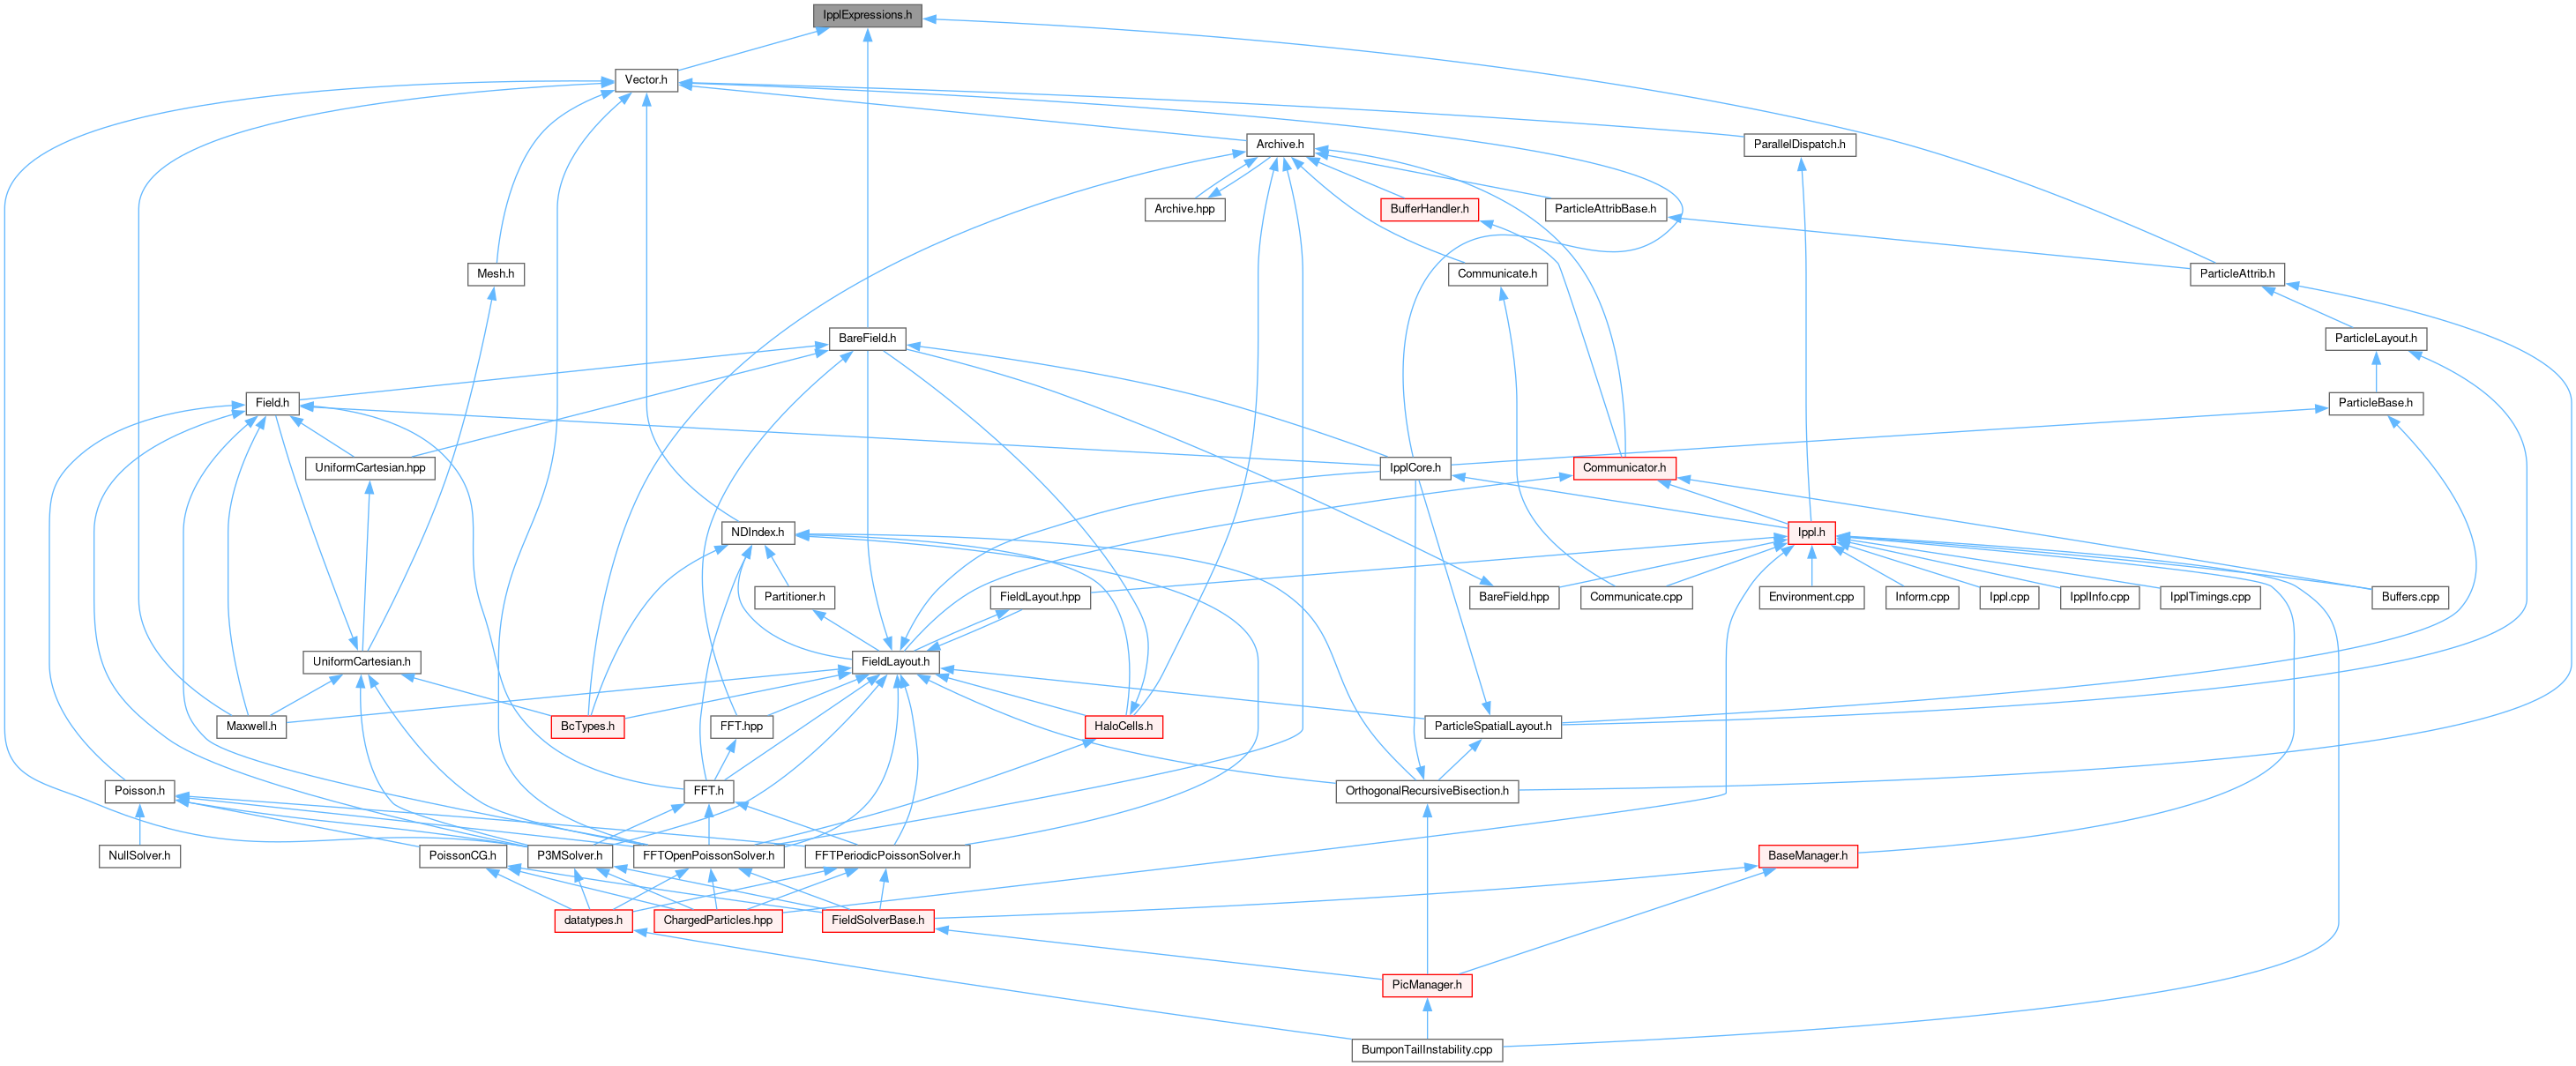 IpplExpressions.h
Vector.h
Archive.h
ParallelDispatch.h
Archive.hpp
BufferHandler.h
ParticleAttribBase.h
Mesh.h
Communicate.h
ParticleAttrib.h
BareField.h
ParticleLayout.h
Field.h
ParticleBase.h
UniformCartesian.hpp
IpplCore.h
Communicator.h
NDIndex.h
Ippl.h
Partitioner.h
FieldLayout.hpp
BareField.hpp
Communicate.cpp
Environment.cpp
Inform.cpp
Ippl.cpp
IpplInfo.cpp
IpplTimings.cpp
Buffers.cpp
UniformCartesian.h
FieldLayout.h
Maxwell.h
BcTypes.h
FFT.hpp
HaloCells.h
ParticleSpatialLayout.h
Poisson.h
FFT.h
OrthogonalRecursiveBisection.h
NullSolver.h
PoissonCG.h
P3MSolver.h
FFTOpenPoissonSolver.h
FFTPeriodicPoissonSolver.h
BaseManager.h
datatypes.h
ChargedParticles.hpp
FieldSolverBase.h
PicManager.h
BumponTailInstability.cpp